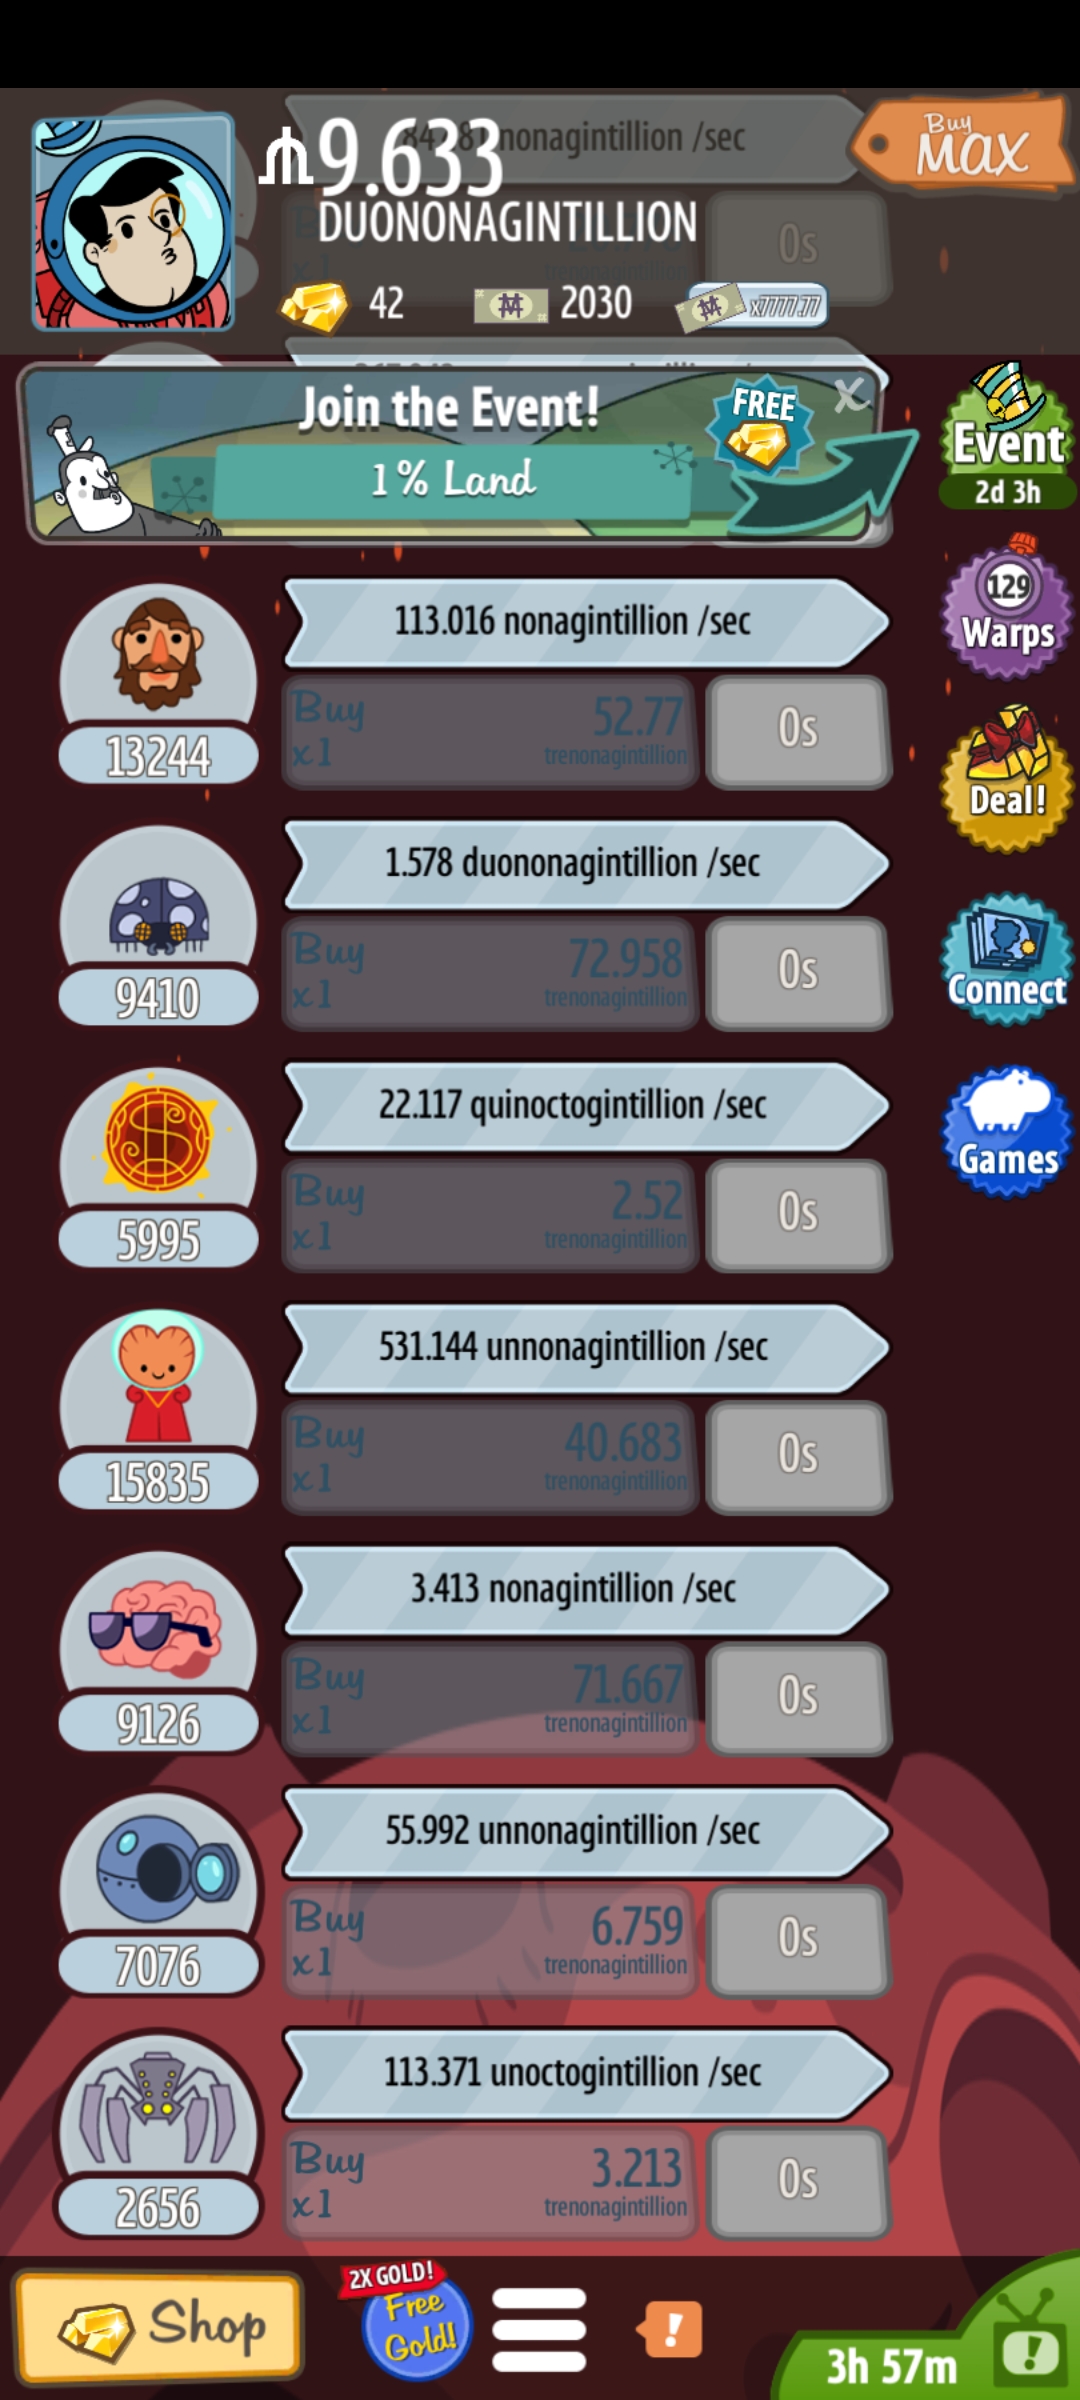 nonagintillion /sec
Buy
MAX
9.633
DUONONAGINTILLION
0s
x1
trenonagintillion
42
2030
x7777.77
Join the Event!
FREE
X
1% Land
Event
2d 3h
113.016 nonagintillion /sec
129
Warps
Buy
52.77
x1
trenonagintillion
0s
13244
Deal!
1.578 duononagintillion /sec
Buy
72.958
x1
trenonagintillion
0s
9410
Connect
22.117 quinoctogintillion /sec
Games
Buy
2.52
x1
trenonagintillion
0s
5995
531.144 unnonagintillion /sec
Buy
40.683
x1
trenonagintillion
0s
15835
3.413 nonagintillion /sec
Buy
71.667
x1
trenonagintillion
0s
9126
55.992 unnonagintillion /sec
Buy
6.759
x1
trenonagintillion
0s
7076
113.371 unoctogintillion /sec
Buy
3.213
x1
trenonagintillion
0s
2656
Shop
2X GOLD!
Free
Gold!
!
3h 57m
!